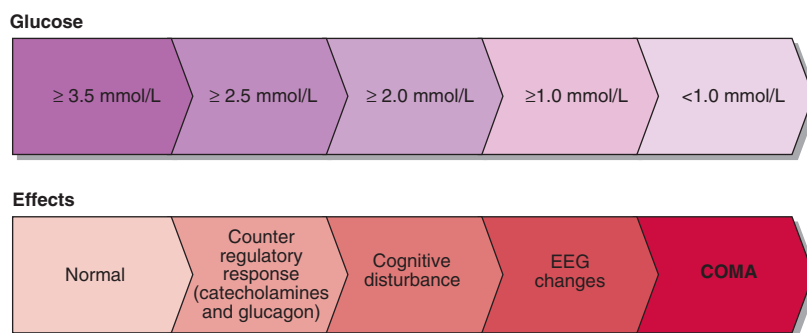 Glucose
≥ 3.5 mmol/L
≥ 2.5 mmol/L
≥ 2.0 mmol/L
≥1.0 mmol/L
<1.0 mmol/L
Effects
Normal
Counter
regulatory
response
(catecholamines
and glucagon)
Cognitive
disturbance
EEG
changes
COMA